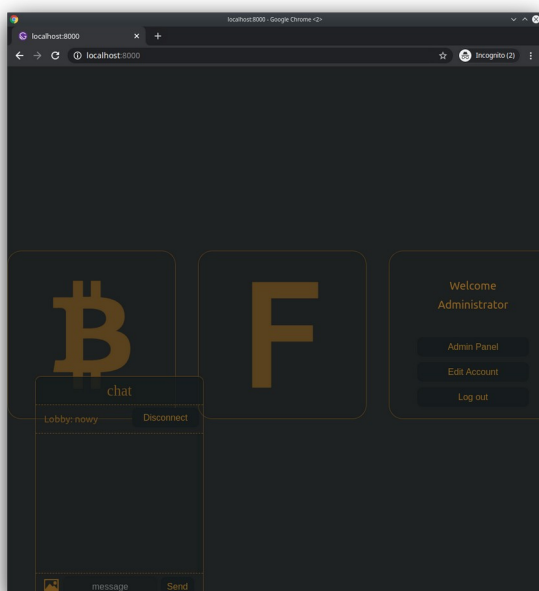 localhost:8000 - Google Chrome <2>
localhost:8000
localhost:8000
Incognito (2)
F
Welcome
Administrator
Admin Panel
Edit Account
Log out
chat
Lobby: nowy
Disconnect
message
Send